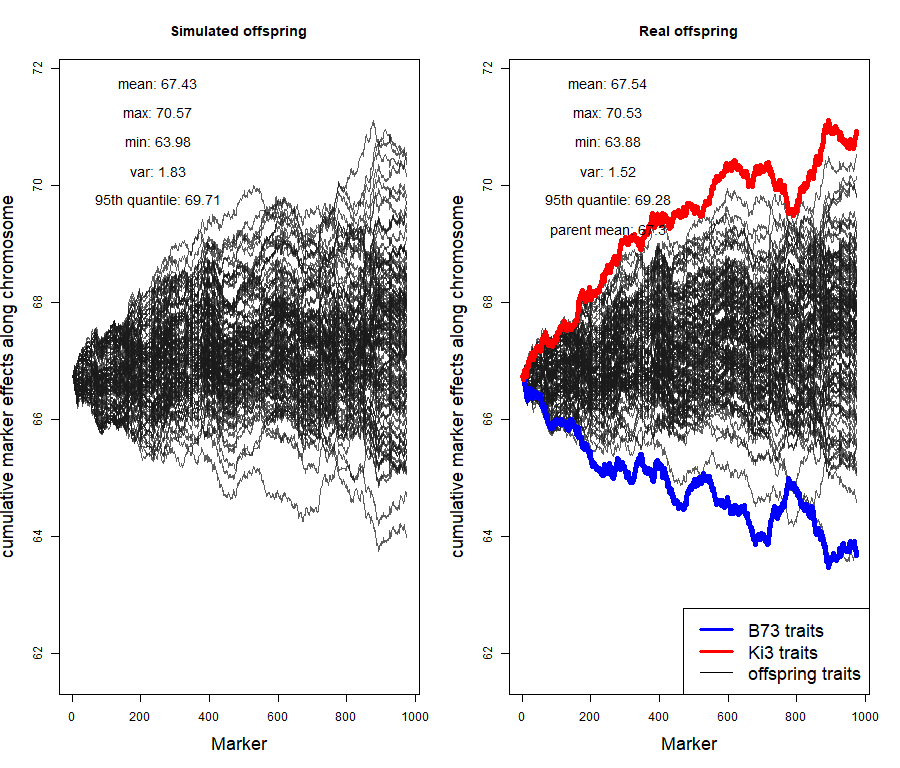 Simulated offspring
mean: 67.43
max: 70.57
min: 63.98
var: 1.83
95th quantile: 69.71
cumulative marker effects along chromosome
72
70
68
66
64
62
0 200 400 600 800 1000
Marker
Real offspring
mean: 67.54
max: 70.53
min: 63.88
var: 1.52
95th quantile: 69.28
parent mean: 67.3
cumulative marker effects along chromosome
72
70
68
66
64
62
B73 traits
Ki3 traits
offspring traits
0 200 400 600 800 1000
Marker